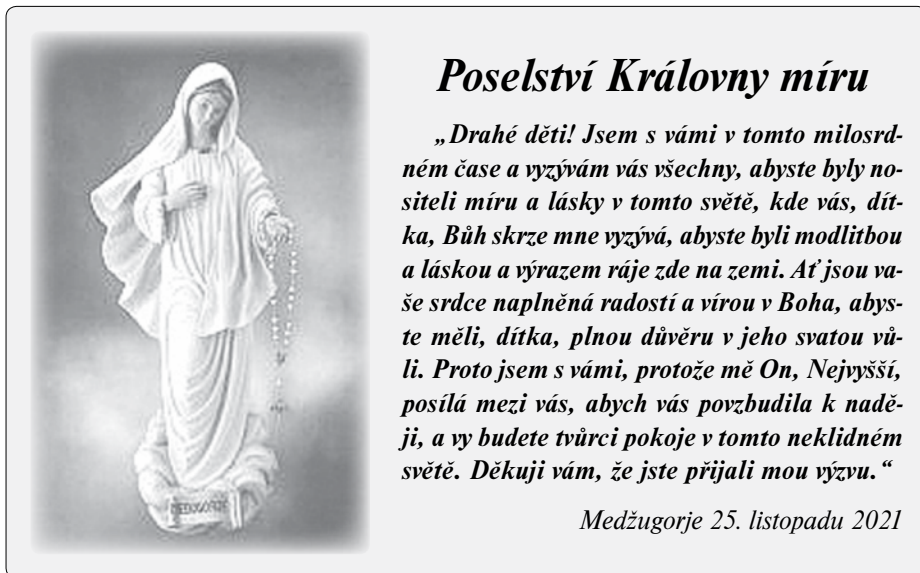 Poselství Královny míru
„Drahé děti! Jsem s vámi v tomto milosrd-
ném čase a vyzývám vás všechny, abyste byly no-
siteli míru a lásky v tomto světě, kde vás, dít-
ka, Bůh skrze mne vyzývá, abyste byli modlitbou
a láskou a výrazem ráje zde na zemi. Ať jsou va-
še srdce naplněná radostí a vírou v Boha, abys-
te měli, dítka, plnou důvěru v jeho svatou vů-
li. Proto jsem s vámi, protože mě On, Nejvyšší,
posílá mezi vás, abych vás povzbudila k nadě-
ji, a vy budete tvůrci pokoje v tomto neklidném
světě. Děkuji vám, že jste přijali mou výzvu.“
Medžugorje 25. listopadu 2021